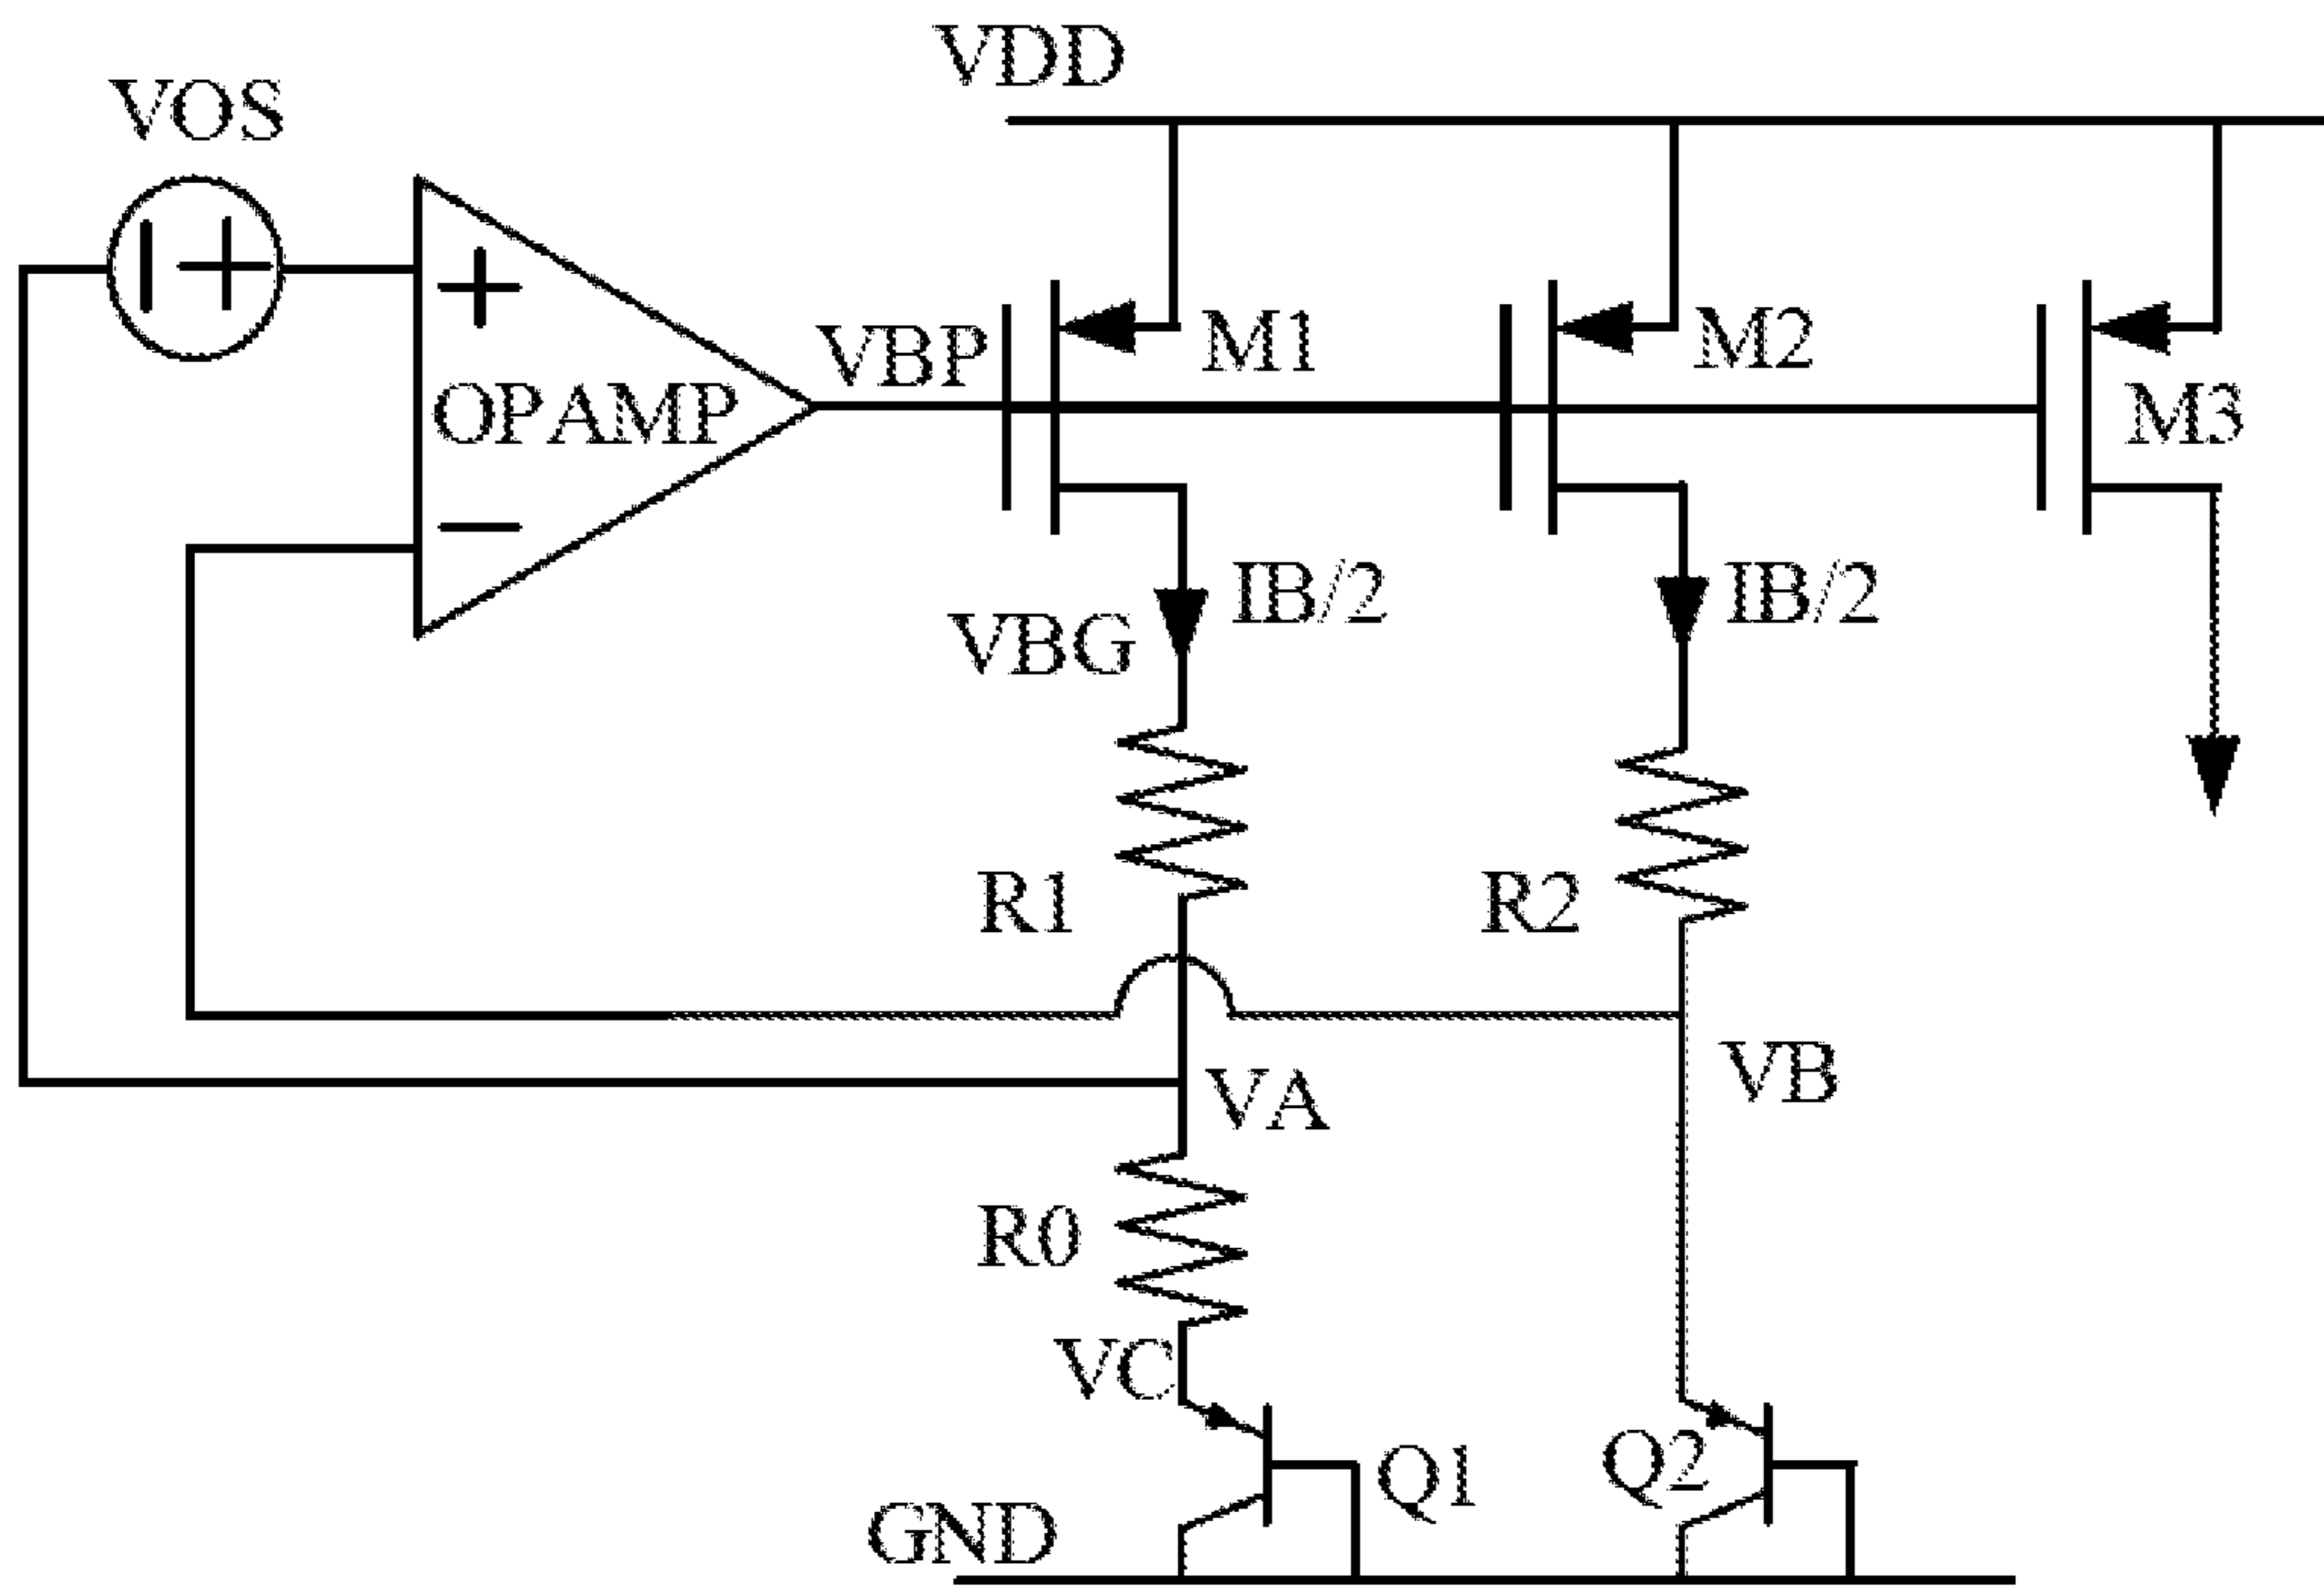 VDD
VOS
+
OPAMP
−
VBP
M1
M2
M3
IB/2
IB/2
VBG
R1
R2
VA
VB
R0
VC
Q1
Q2
GND